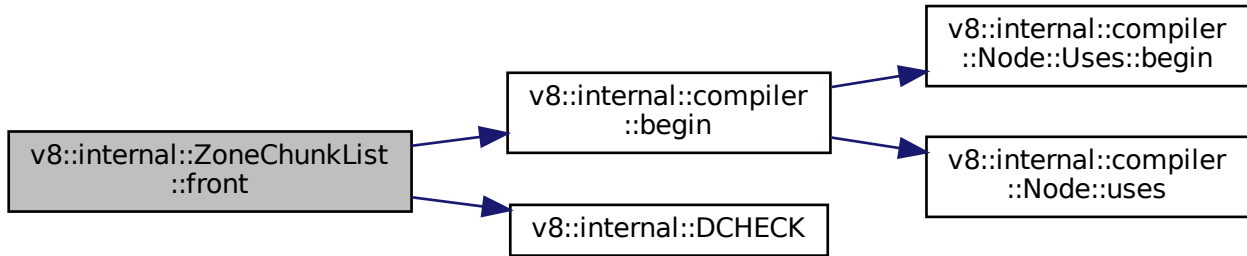 v8::internal::ZoneChunkList
::front
v8::internal::compiler
::begin
v8::internal::DCHECK
v8::internal::compiler
::Node::Uses::begin
v8::internal::compiler
::Node::uses